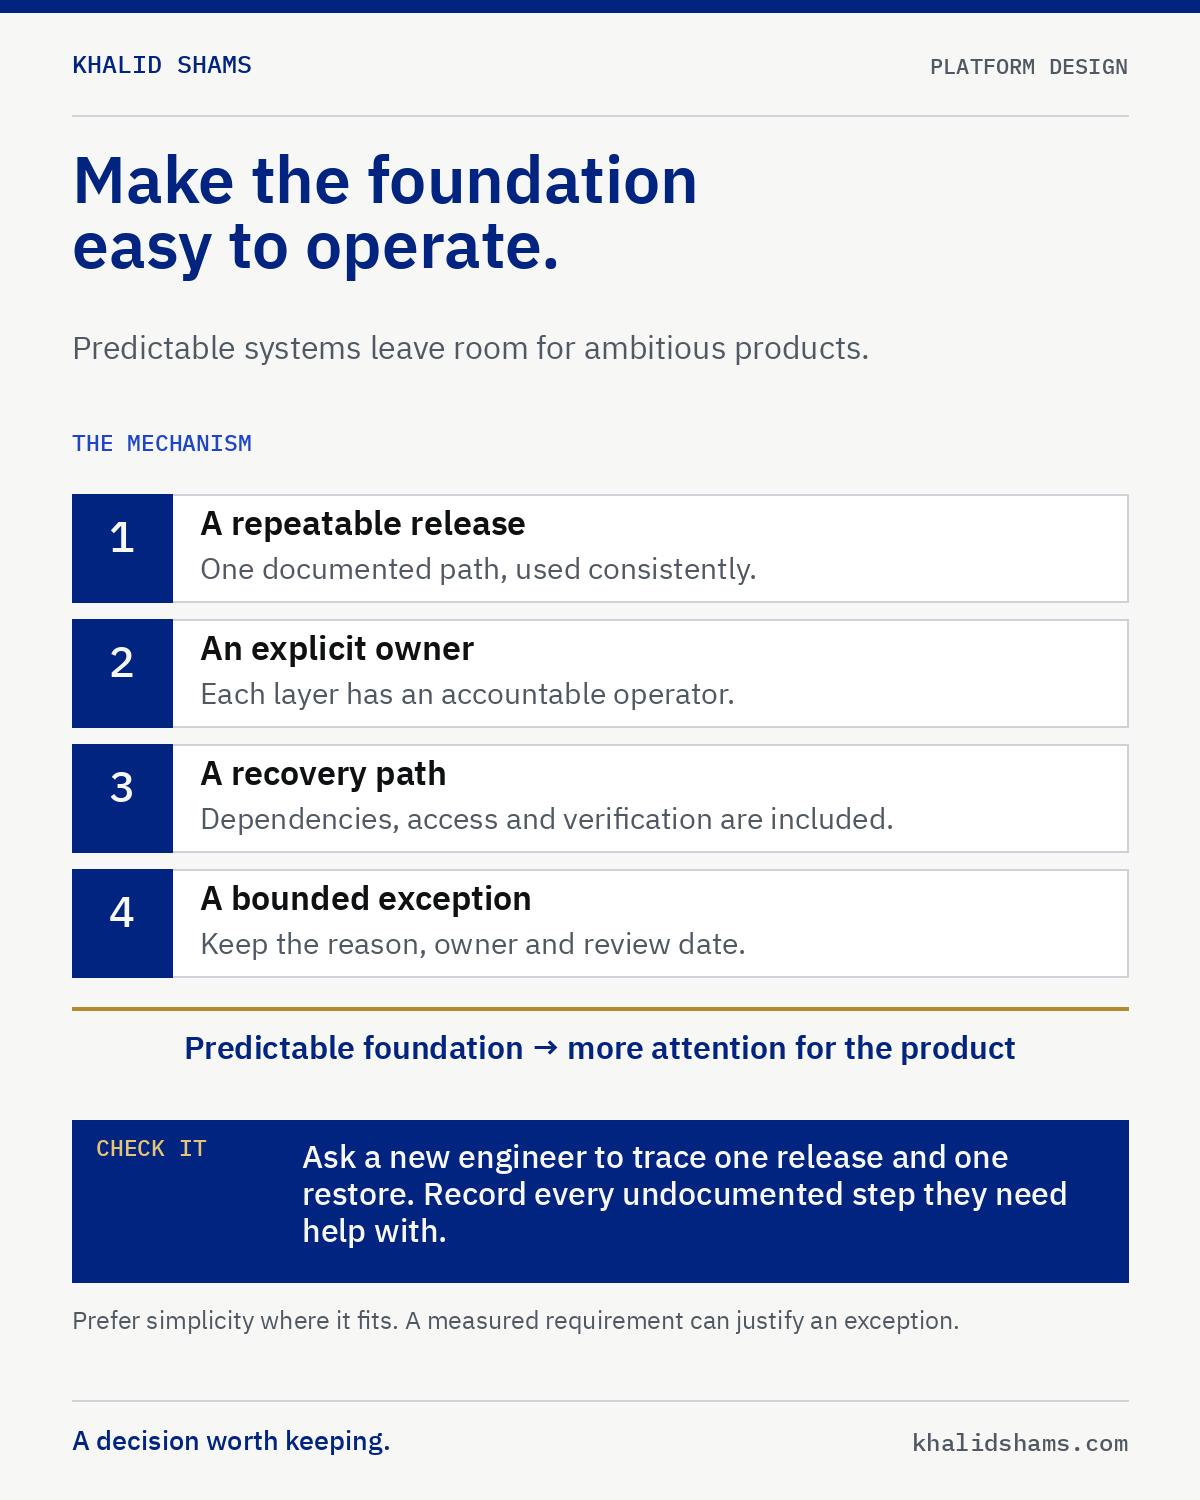 KHALID SHAMS
PLATFORM DESIGN
Make the foundation
easy to operate.
Predictable systems leave room for ambitious products.
THE MECHANISM
1
A repeatable release
One documented path, used consistently.
2
An explicit owner
Each layer has an accountable operator.
3
A recovery path
Dependencies, access and verification are included.
4
A bounded exception
Keep the reason, owner and review date.
Predictable foundation → more attention for the product
CHECK IT
Ask a new engineer to trace one release and one
restore. Record every undocumented step they need
help with.
Prefer simplicity where it fits. A measured requirement can justify an exception.
A decision worth keeping.
khalidshams.com